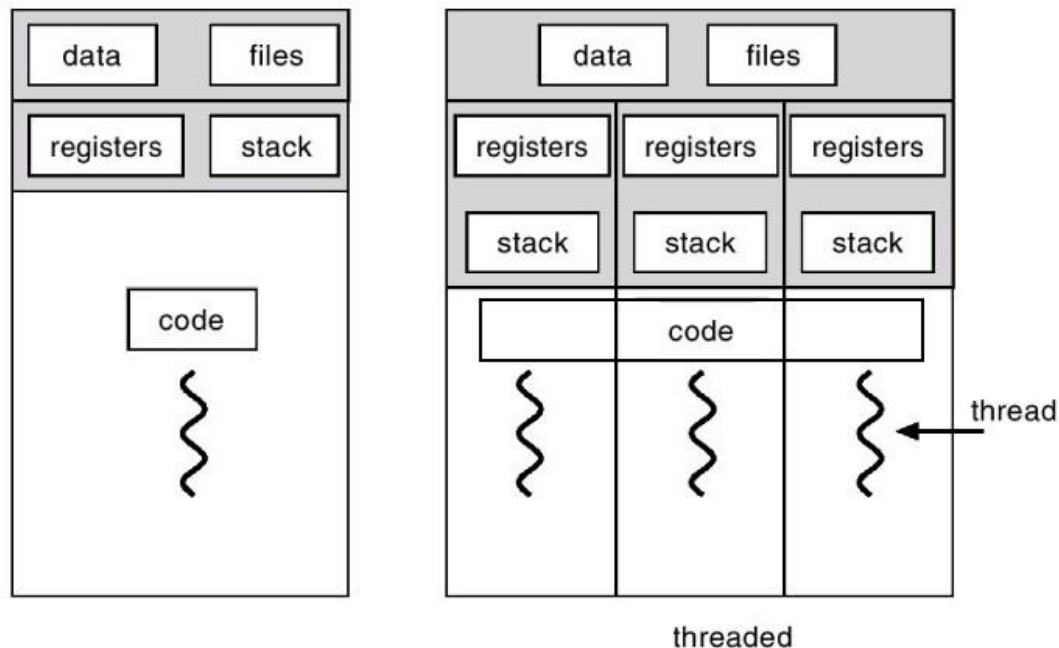 data files
data files
registers stack
registers registers registers
stack stack stack
code
code
thread
threaded